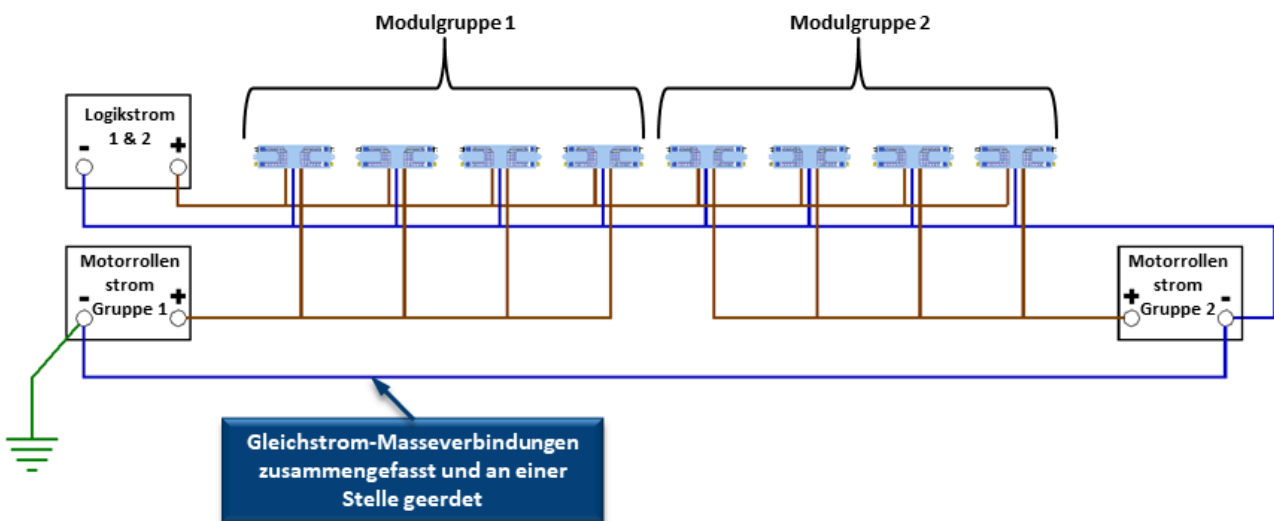 Modulgruppe 1
Modulgruppe 2
Logikstrom
1 & 2
-
+
Motorrollen
strom
Gruppe 1
-
+
Motorrollen
strom
Gruppe 2
+
-
Gleichstrom-Masseverbindungen
zusammengefasst und an einer
Stelle geerdet